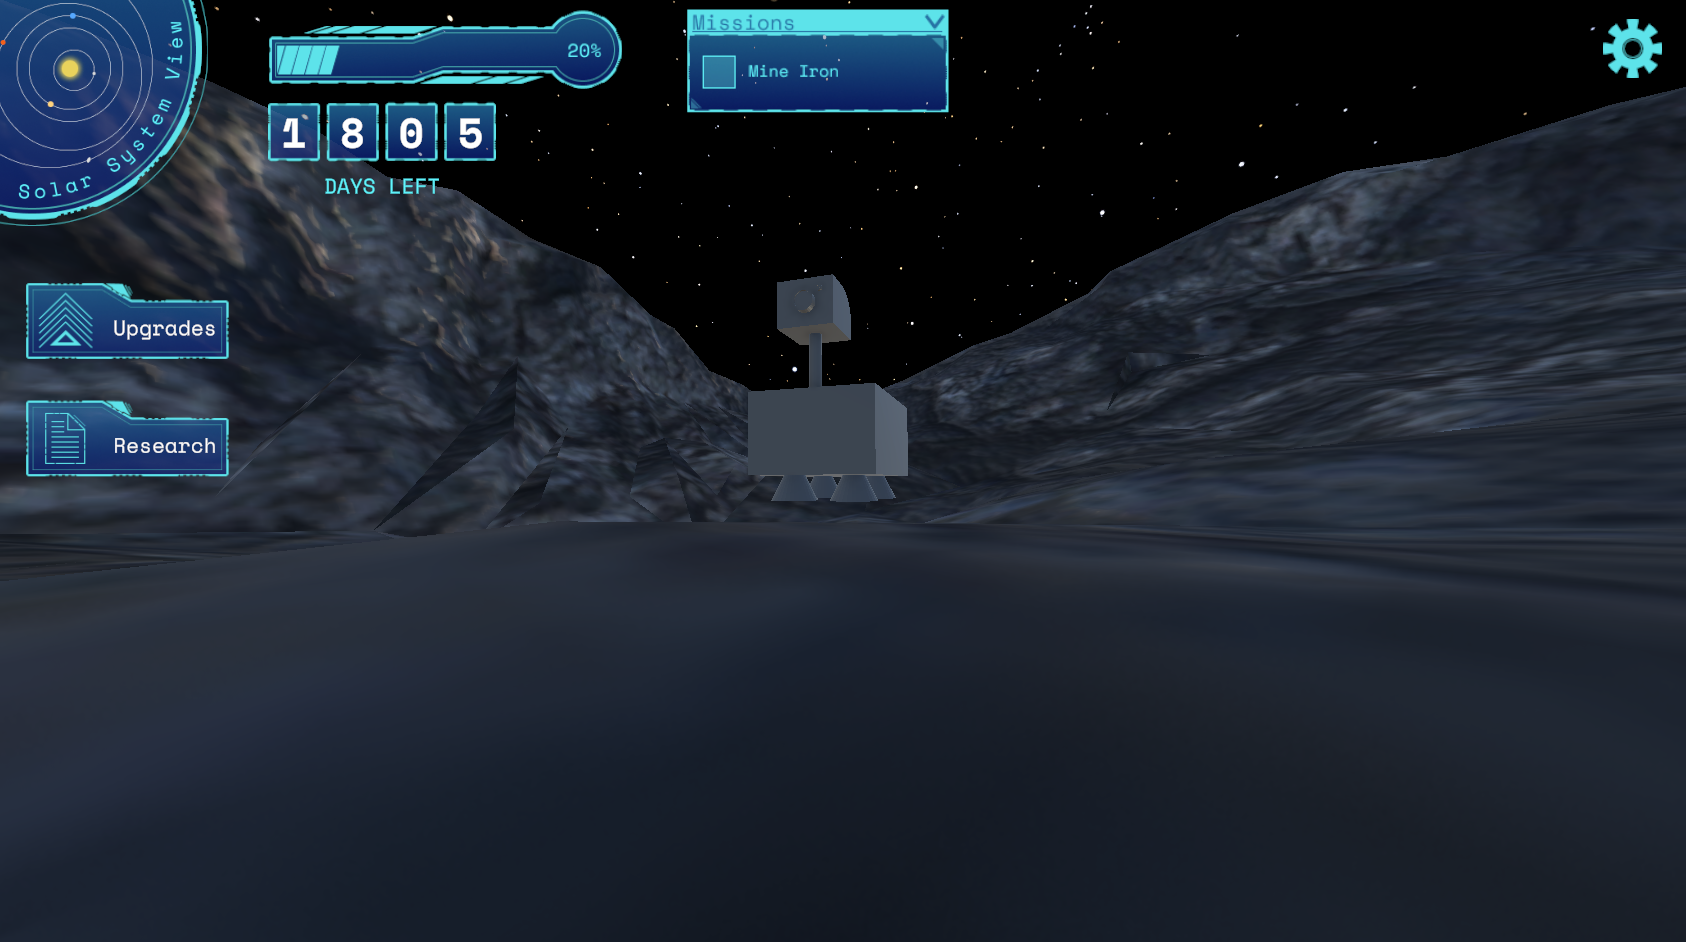 Solar System View
20%
1805
DAYS LEFT
Missions
Mine Iron
Upgrades
Research